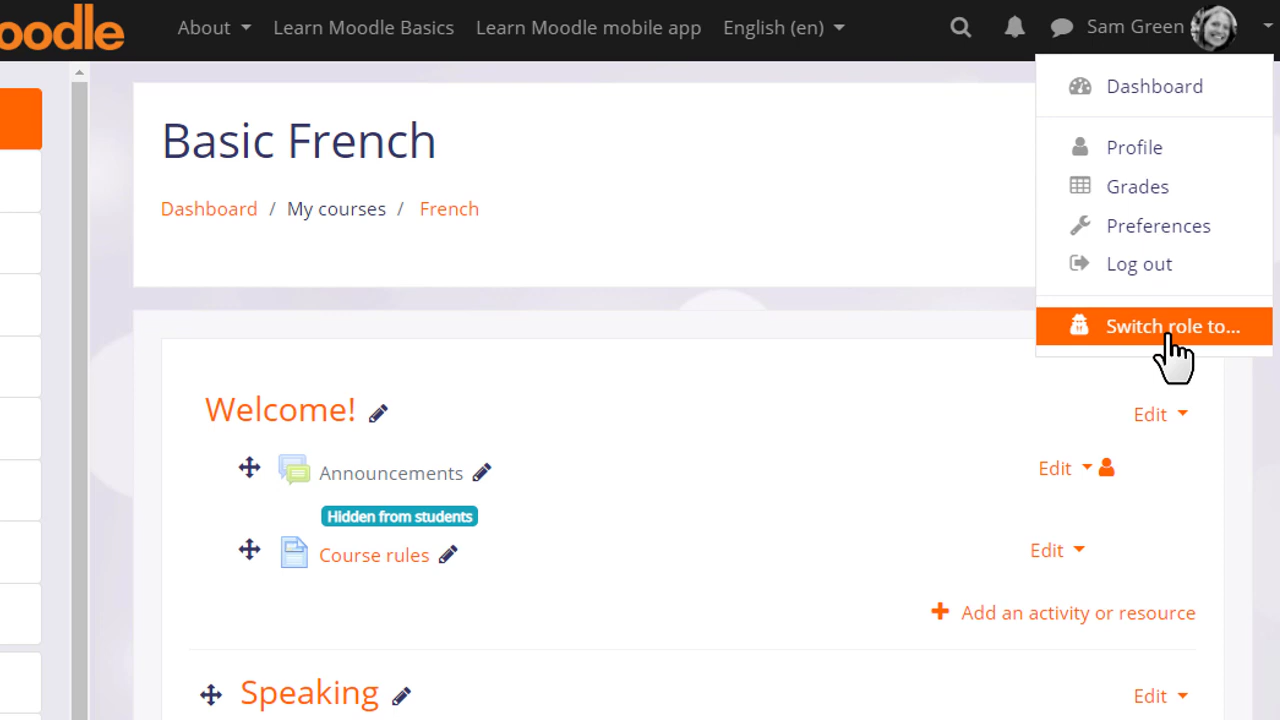 oodle
About
Learn Moodle Basics
Learn Moodle mobile app
English (en)
Sam Green
Dashboard
Profile
Grades
Preferences
Log out
Switch role to...
Basic French
Dashboard / My courses / French
Welcome!
Edit
Announcements
Edit
Hidden from students
Course rules
Edit
Add an activity or resource
Speaking
Edit